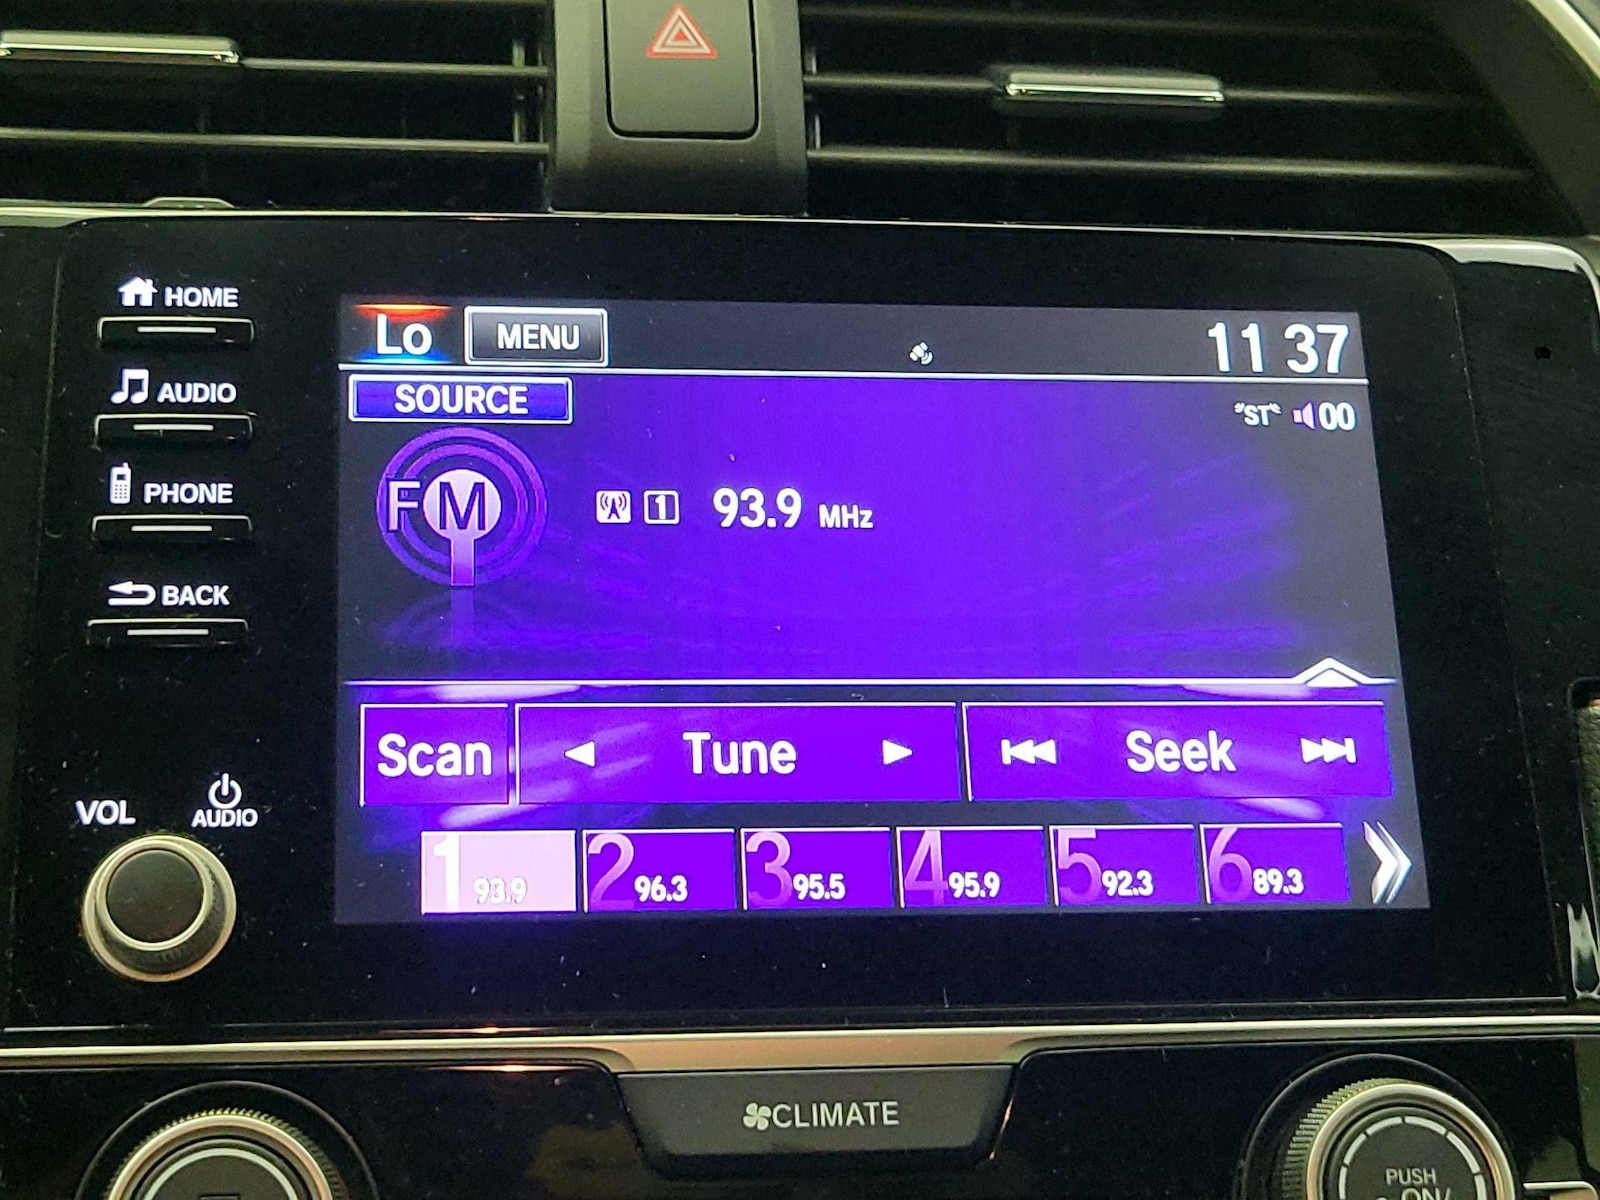 HOME
AUDIO
PHONE
BACK
VOL
AUDIO
Lo MENU 11 37
SOURCE
ST 00
FM 1 93.9 MHz
Scan Tune Seek
1 93.9 2 96.3 3 95.5 4 95.9 5 92.3 6 89.3
CLIMATE
PUSH
ON/